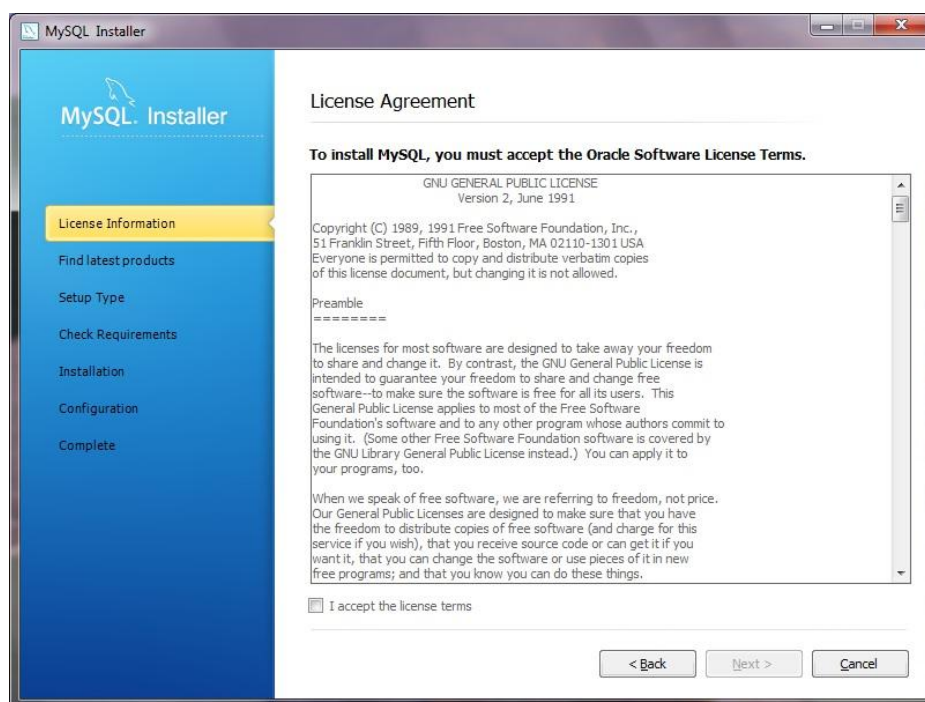 MySQL Installer
MySQL. Installer
License Information
Find latest products
Setup Type
Check Requirements
Installation
Configuration
Complete
License Agreement
To install MySQL, you must accept the Oracle Software License Terms.
GNU GENERAL PUBLIC LICENSE
Version 2, June 1991
Copyright (C) 1989, 1991 Free Software Foundation, Inc.,
51 Franklin Street, Fifth Floor, Boston, MA 02110-1301 USA
Everyone is permitted to copy and distribute verbatim copies
of this license document, but changing it is not allowed.
Preamble
========
The licenses for most software are designed to take away your freedom
to share and change it. By contrast, the GNU General Public License is
intended to guarantee your freedom to share and change free
software--to make sure the software is free for all its users. This
General Public License applies to most of the Free Software
Foundation's software and to any other program whose authors commit to
using it. (Some other Free Software Foundation software is covered by
the GNU Library General Public License instead.) You can apply it to
your programs, too.
When we speak of free software, we are referring to freedom, not price.
Our General Public Licenses are designed to make sure that you have
the freedom to distribute copies of free software (and charge for this
service if you wish), that you receive source code or can get it if you
want it, that you can change the software or use pieces of it in new
free programs; and that you know you can do these things.
I accept the license terms
< Back
Next >
Cancel